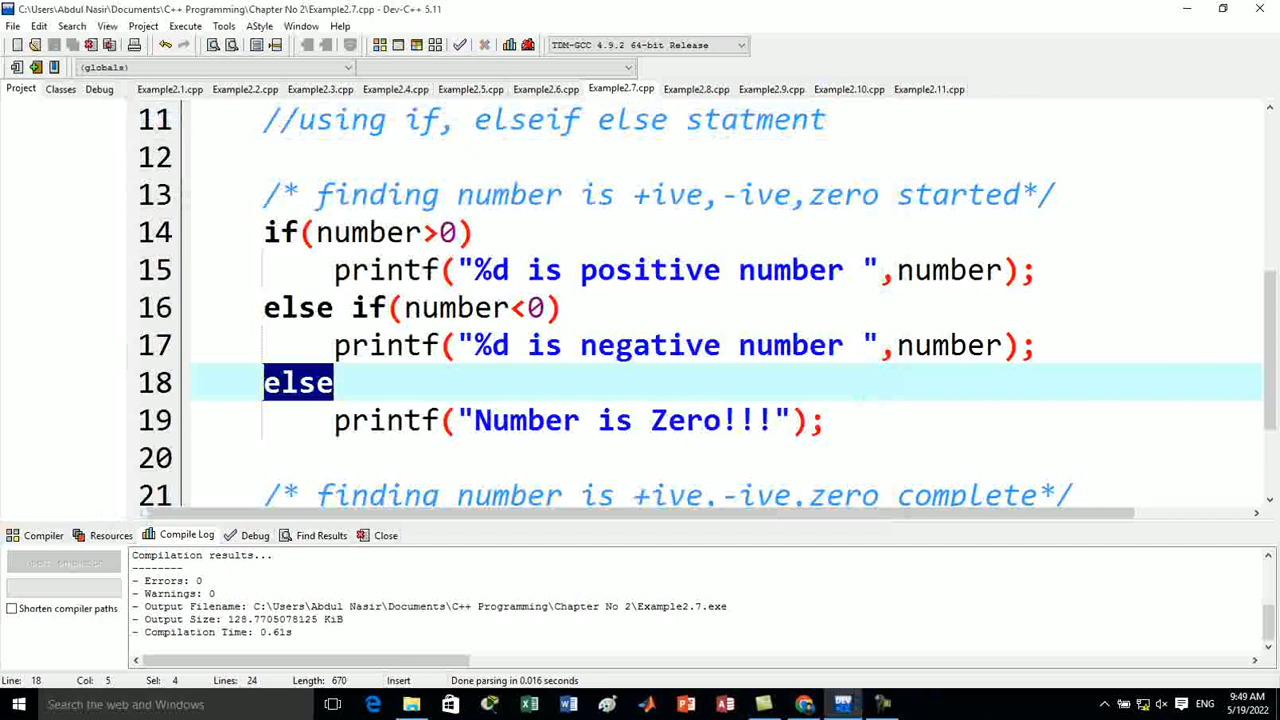 C:\Users\Abdul Nasir\Documents\C++ Programming\Chapter No 2\Example2.7.cpp - Dev-C++ 5.11
File Edit Search View Project Execute Tools AStyle Window Help
TDM-GCC 4.9.2 64-bit Release
(globals)
Project Classes Debug Example2.1.cpp Example2.2.cpp Example2.3.cpp Example2.4.cpp Example2.5.cpp Example2.6.cpp Example2.7.cpp Example2.8.cpp Example2.9.cpp Example2.10.cpp Example2.11.cpp
11 //using if, elseif else statment
12
13 /* finding number is +ive,-ive,zero started*/
14 if(number>0)
15 printf("%d is positive number ",number);
16 else if(number<0)
17 printf("%d is negative number ",number);
18 else
19 printf("Number is Zero!!!");
20
21 /* finding number is +ive,-ive,zero complete*/
Compiler Resources Compile Log Debug Find Results Close
Compilation results...
--------
- Errors: 0
- Warnings: 0
- Output Filename: C:\Users\Abdul Nasir\Documents\C++ Programming\Chapter No 2\Example2.7.exe
- Output Size: 128.7705078125 KiB
- Compilation Time: 0.61s
Shorten compiler paths
Line: 18 Col: 5 Sel: 4 Lines: 24 Length: 670 Insert Done parsing in 0.016 seconds
Search the web and Windows
DEV
ENG
9:49 AM
5/19/2022